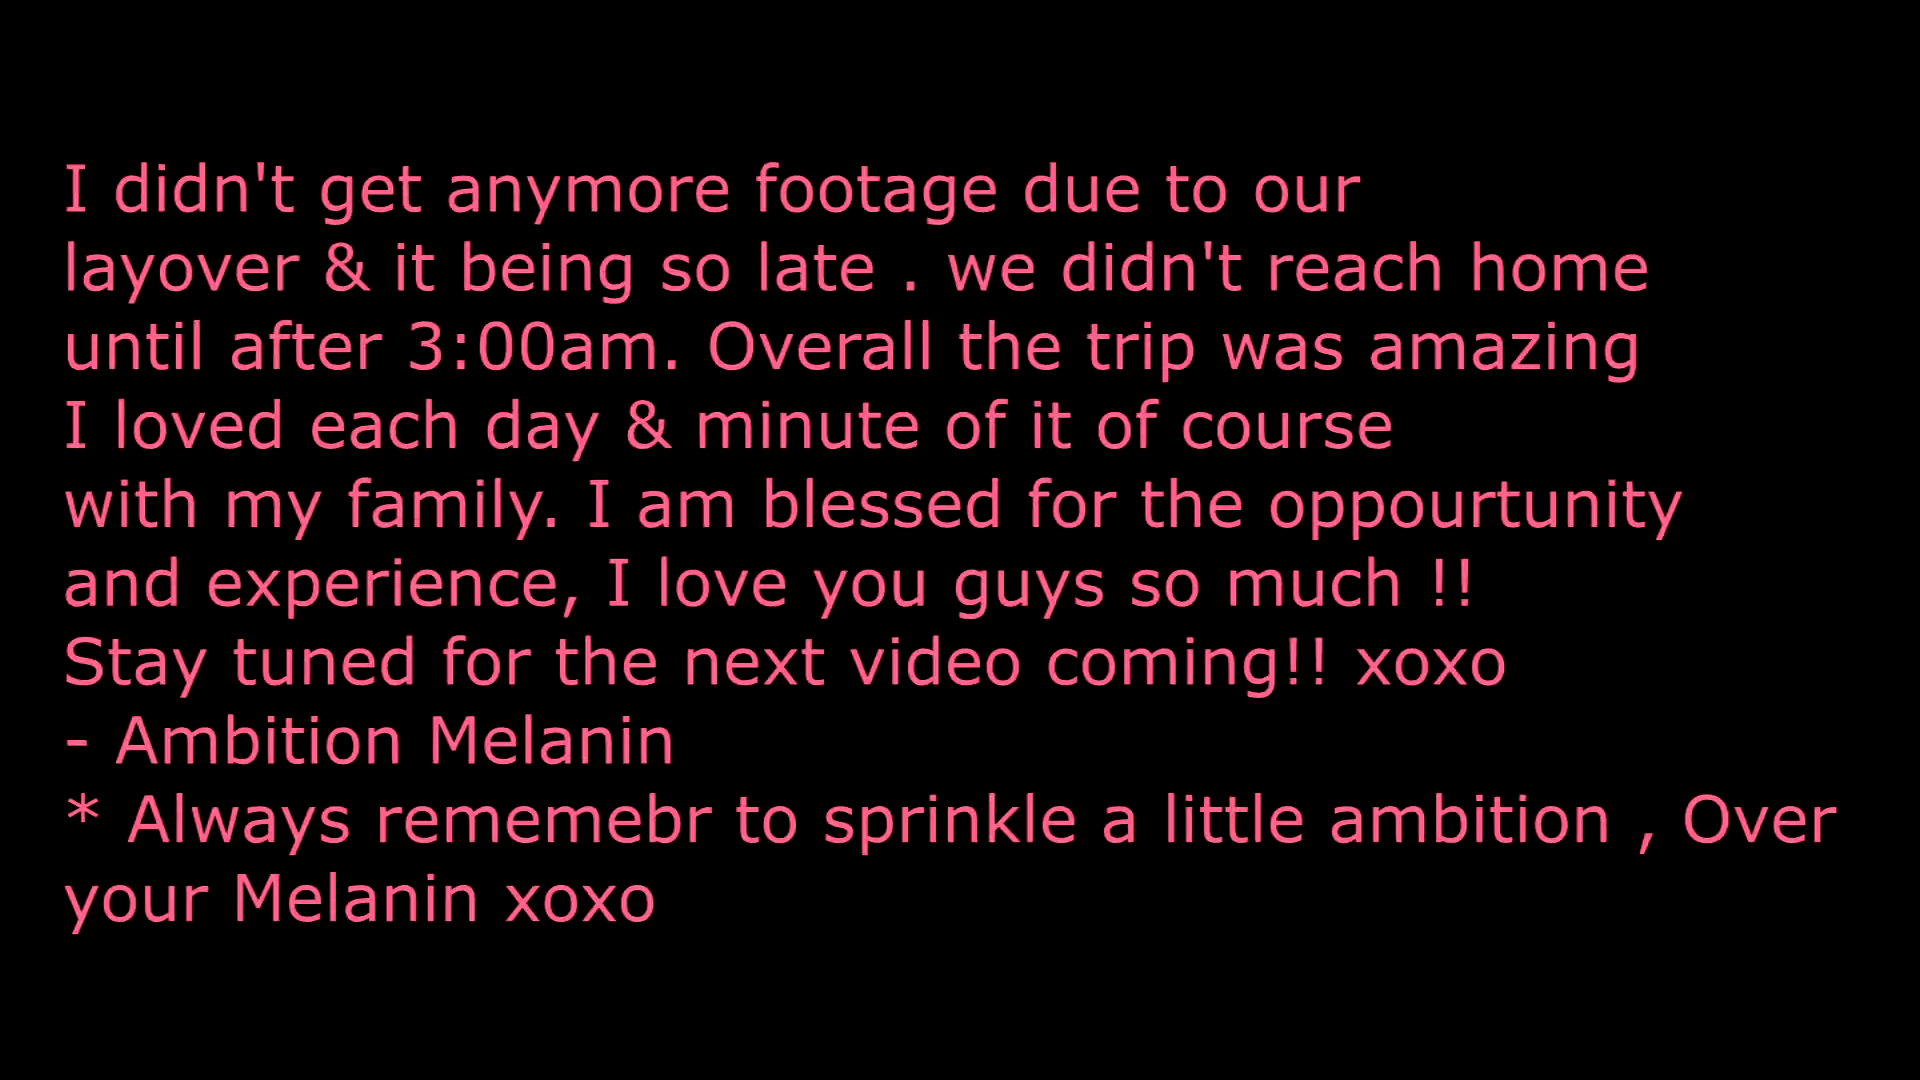 I didn't get anymore footage due to our
layover & it being so late . we didn't reach home
until after 3:00am. Overall the trip was amazing
I loved each day & minute of it of course
with my family. I am blessed for the oppourtunity
and experience, I love you guys so much !!
Stay tuned for the next video coming!! xoxo
- Ambition Melanin
* Always rememebr to sprinkle a little ambition , Over
your Melanin xoxo